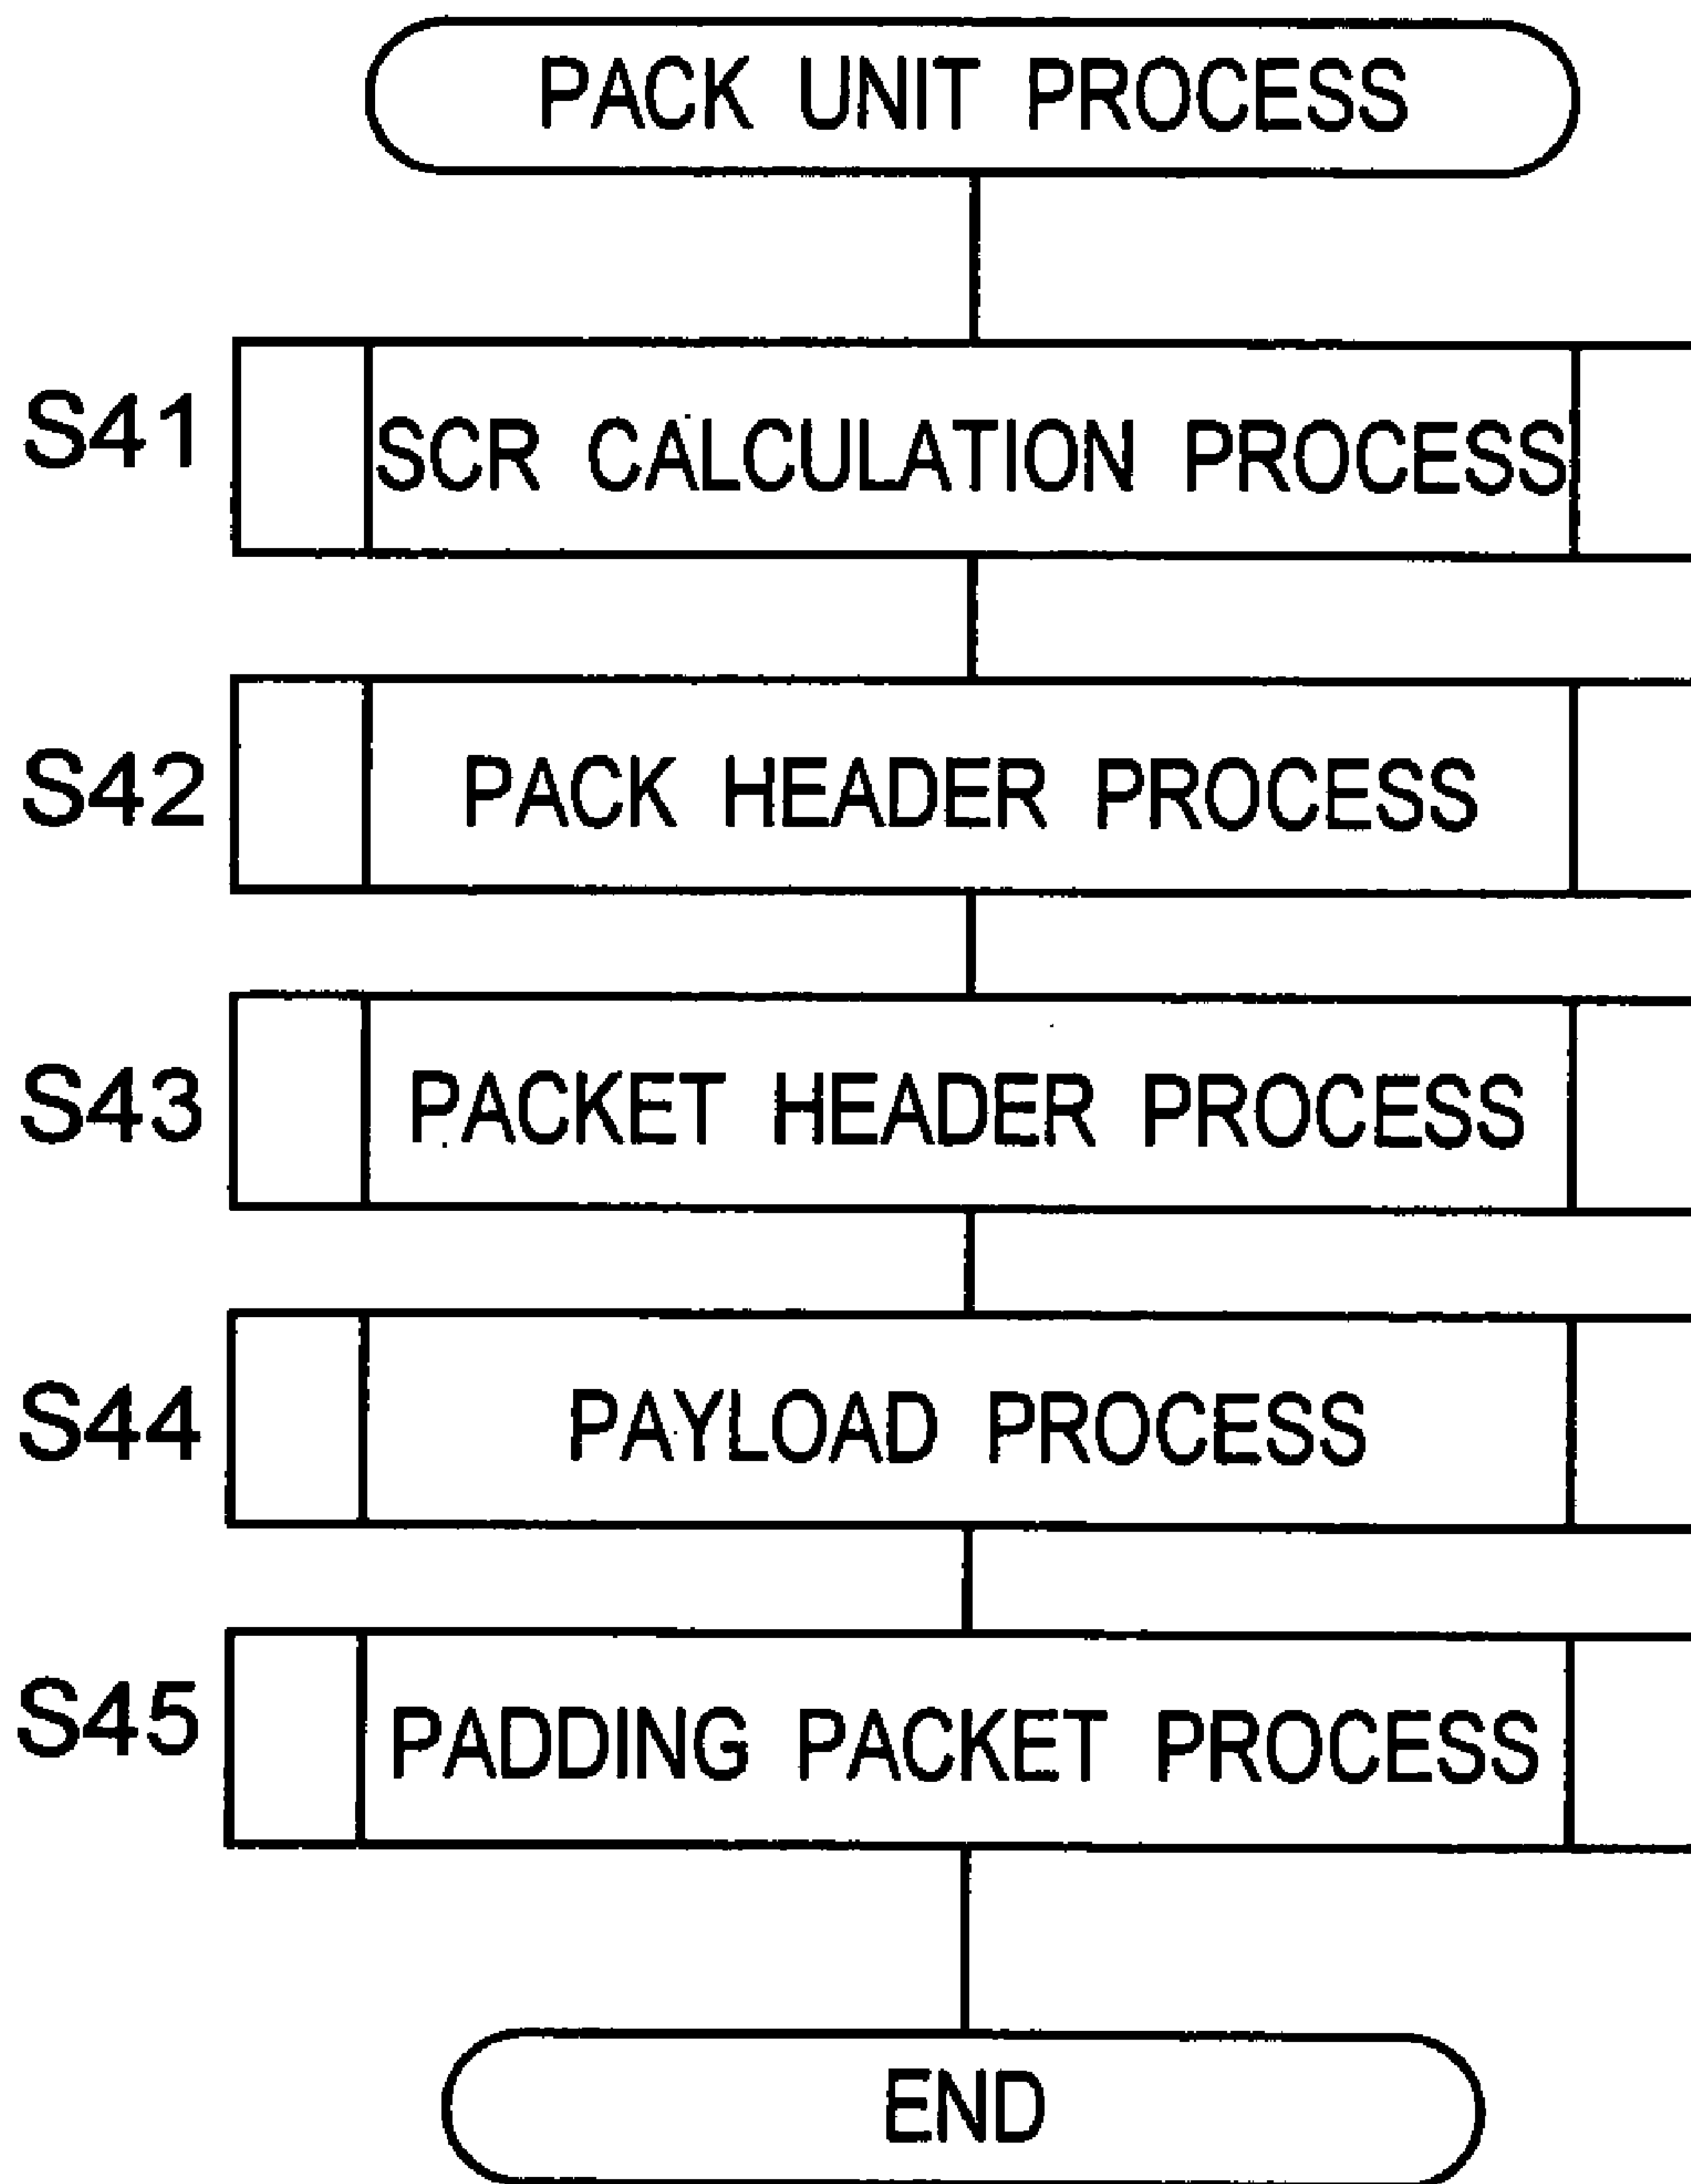 PACK UNIT PROCESS
S41 SCR CALCULATION PROCESS
S42 PACK HEADER PROCESS
S43 PACKET HEADER PROCESS
S44 PAYLOAD PROCESS
S45 PADDING PACKET PROCESS
END